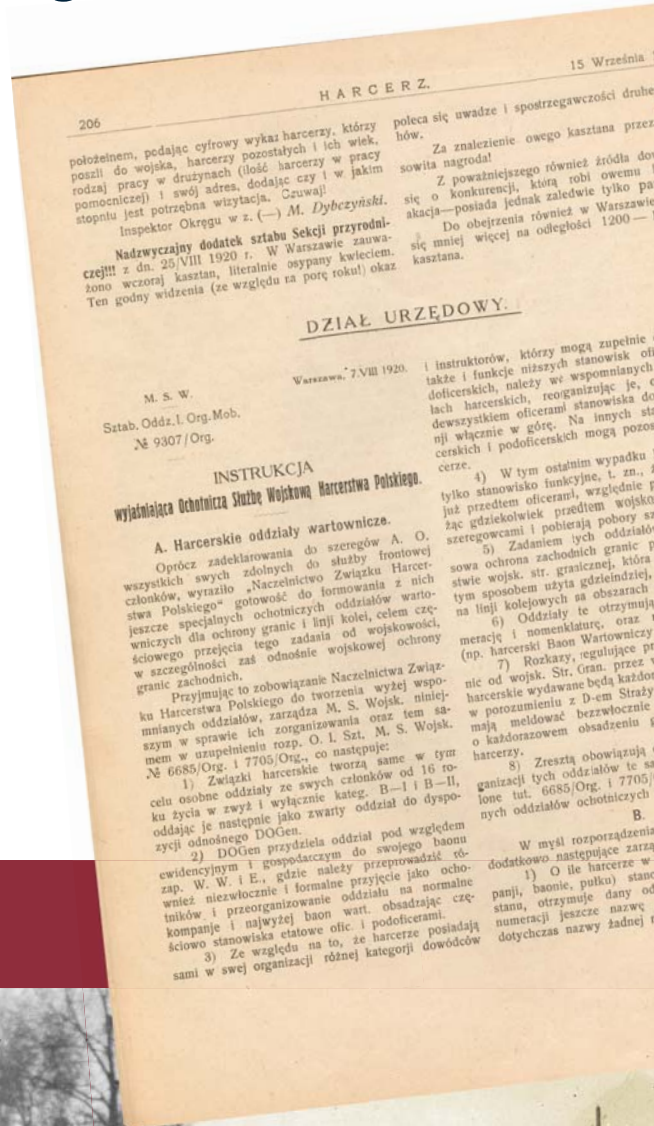 206
HARCERZ.
15 Września
położelnem, podając cyfrowy wykaz harcerzy, którzy
poszli do wojska, harcerzy pozostałych i ich wiek,
rodzaj pracy w drużynach (ilość harcerzy w pracy
pomocniczej) i swój adres, dodając czy i w jakim
stopniu jest potrzebna wizytacja. Czuwaj!
Inspektor Okręgu w z. (—) M. Dybczyński.
Nadzwyczajny dodatek sztabu Sekcji przyrodni-
czej!!! z dn. 25/VIII 1920 r. W Warszawie zauwa-
żono wczoraj kasztan, literalnie osypany kwieciem.
Ten godny widzenia (ze względu na porę roku!) okaz
poleca się uwadze i spostrzegawczości druhe
hów.
Za znalezienie owego kasztana przez
sowita nagroda!
Z poważniejszego również źródła dow
się o konkurencji, którą robi owemu
akacja—posiada jednak zaledwie tylko pa
Do obejrzenia również w Warszawie
się mniej więcej na odległości 1200 —
kasztana.
DZIAŁ URZĘDOWY.
M. S. W.
Sztab. Oddz. I. Org. Mob.
№ 9307/Org.
Warszawa, 7.VIII 1920.
INSTRUKCJA
wyjaśniająca Ochotniczą Służbę Wojskową Harcerstwa Polskiego.
A. Harcerskie oddziały wartownicze.
Oprócz zadeklarowania do szeregów A. O.
wszystkich swych zdolnych do służby frontowej
członków, wyraziło „Naczelnictwo Związku Harcer-
stwa Polskiego" gotowość do formowania z nich
jeszcze specjalnych ochotniczych oddziałów warto-
wniczych dla ochrony granic i linji kolei, celem czę-
ściowego przejęcia tego zadania od wojskowości,
w szczególności zaś odnośnie wojskowej ochrony
granic zachodnich.
Przyjmując to zobowiązanie Naczelnictwa Związ-
ku Harcerstwa Polskiego do tworzenia wyżej wspo-
mnianych oddziałów, zarządza M. S. Wojsk. niniej-
szym w sprawie ich zorganizowania oraz tem sa-
mem w uzupełnieniu rozp. O. I. Szt. M. S. Wojsk.
№ 6685/Org. i 7705/Org., co następuje:
1) Związki harcerskie tworzą same w tym
celu osobne oddziały ze swych członków od 16 ro-
ku życia w zwyż i wyłącznie kateg. B—I i B—II,
oddając je następnie jako zwarty oddział do dyspo-
zycji odnośnego DOGen.
2) DOGen przydziela oddział pod względem
ewidencyjnym i gospodarczym do swojego baonu
zap. W. W. i E., gdzie należy przeprowadzić ró-
wnież niezwłocznie i formalne przyjęcie jako ocho-
tników i przeorganizowanie oddziału na normalne
kompanje i najwyżej baon wart. obsadzając czę-
ściowo stanowiska etatowe ofic. i podoficerami.
3) Ze względu na to, że harcerze posiadają
sami w swej organizacji różnej kategorji dowódców
i instruktorów, którzy mogą zupełnie
także i funkcje niższych stanowisk ofi
doficerskich, należy we wspomnianych
łach harcerskich, reorganizując je,
dewszystkiem oficerami stanowiska do
nji włącznie w górę. Na innych sta
cerskich i podoficerskich mogą pozos
cerze.
4) W tym ostalnim wypadku
tylko stanowisko funkcyjne, t. zn.,
już przedtem oficerami, względnie p
żąc gdziekolwiek przedtem wojsko
szeregowcami i pobierają pobory sz
5) Zadaniem tych oddziałów
sowa ochrona zachodnich granic p
stwie wojsk. str. granicznej, która
tym sposobem użyta gdzieindziej,
na linji kolejowych sa obszarach
6) Oddziały te otrzymują
merację i nomenklaturę, oraz
(np. harcerski Baon Wartowniczy
7) Rozkazy, regulujące prz
nic od wojsk. Str. Gran. przez
harcerskie wydawane będą każdor
w porozumieniu z D-em Straży
mają meldować bezzwłocznie
o każdorazowem obsadzeniu g
harcerzy.
8) Zresztą obowiązują
ganizacji tych oddziałów te sa
lone tut. 6685/Org. i 7705/
nych oddziałów ochotniczych
B.
W myśl rozporządzenia
dodatkowo następujące zarzą
1) O ile harcerze w
panji, baonie, pułku) stano
stanu, otrzymuje dany od
numeracji jeszcze nazwę
dotychczas nazwy żadnej n